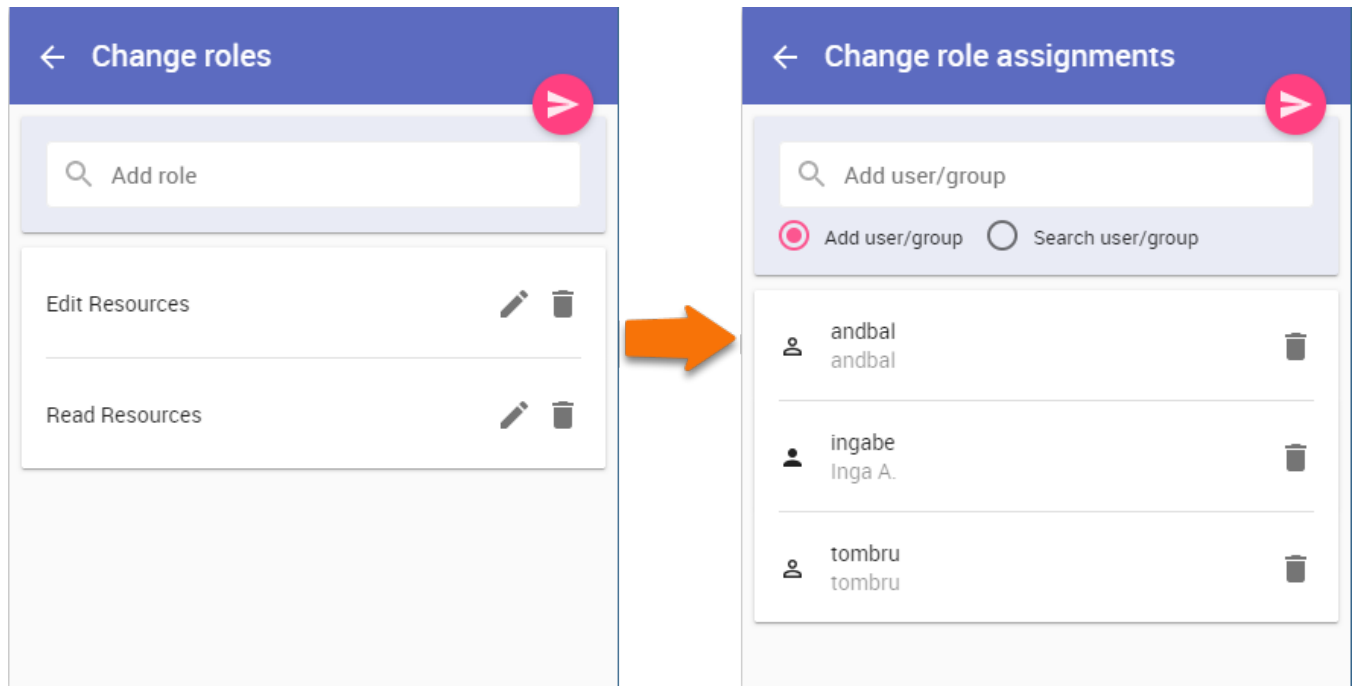 Change roles
Add role
Edit Resources
Read Resources
Change role assignments
Add user/group
Add user/group Search user/group
andbal
andbal
ingabe
Inga A.
tombru
tombru